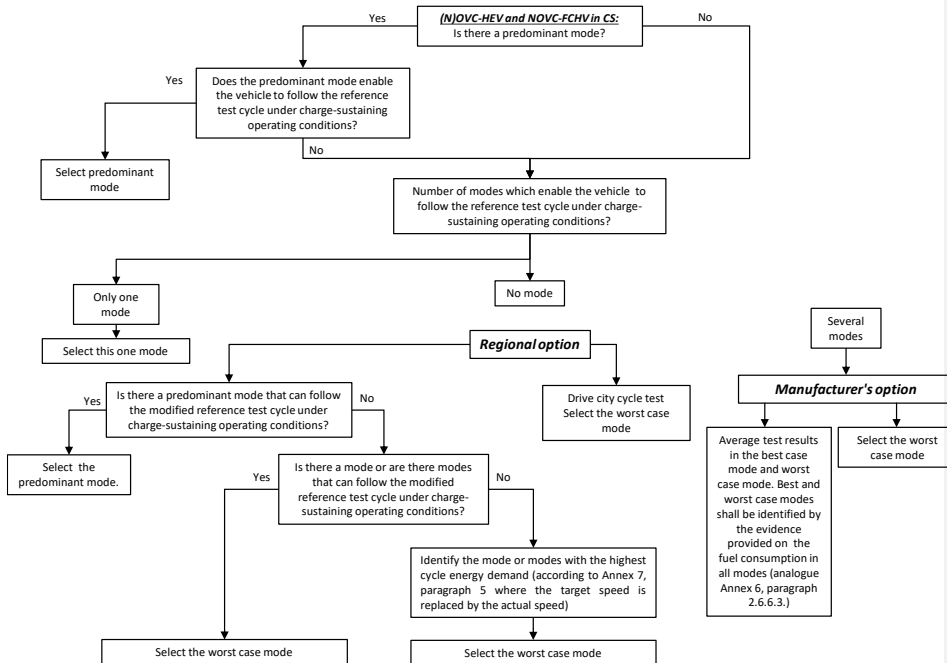 (N)OVC-HEV and NOVC-FCHV in CS:
Is there a predominant mode?
Yes
No
Does the predominant mode enable
the vehicle to follow the reference
test cycle under charge-sustaining
operating conditions?
Yes
No
Select predominant
mode
Number of modes which enable the vehicle to
follow the reference test cycle under charge-
sustaining operating conditions?
Only one
mode
No mode
Several
modes
Select this one mode
Regional option
Manufacturer's option
Is there a predominant mode that can follow
the modified reference test cycle under
charge-sustaining operating conditions?
Yes
No
Drive city cycle test
Select the worst case
mode
Average test results
in the best case
mode and worst
case mode. Best and
worst case modes
shall be identified by
the evidence
provided on the
fuel consumption in
all modes (analogue
Annex 6, paragraph
2.6.6.3.)
Select the worst
case mode
Select the
predominant mode.
Is there a mode or are there modes
that can follow the modified
reference test cycle under charge-
sustaining operating conditions?
Yes
No
Identify the mode or modes with the highest
cycle energy demand (according to Annex 7,
paragraph 5 where the target speed is
replaced by the actual speed)
Select the worst case mode
Select the worst case mode